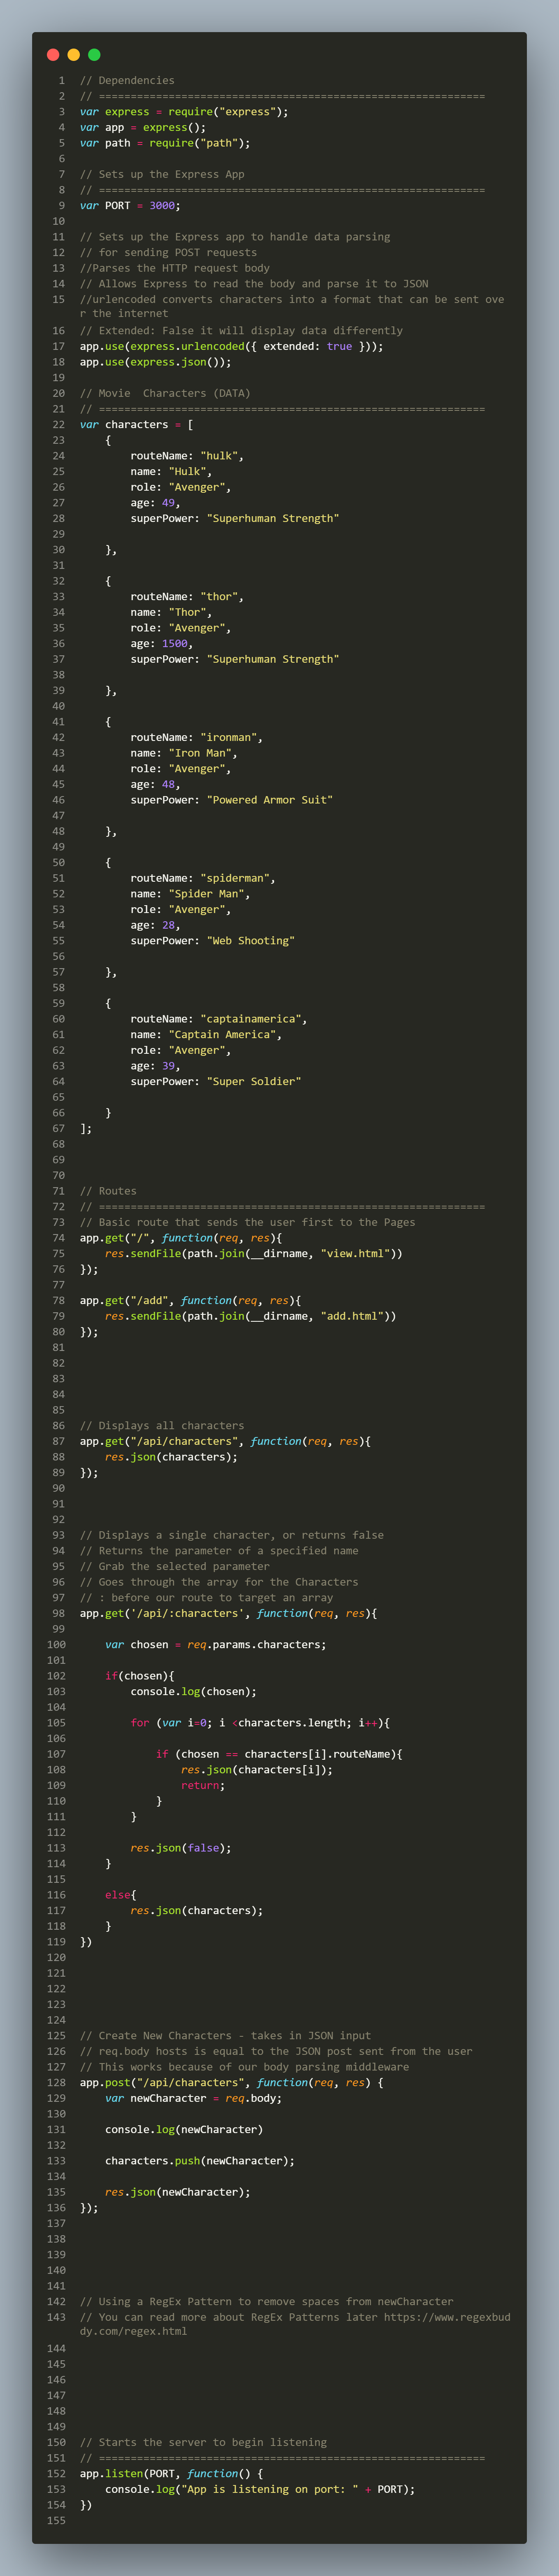 1 // Dependencies
2 // =============================================================
3 var express = require("express");
4 var app = express();
5 var path = require("path");
6
7 // Sets up the Express App
8 // =============================================================
9 var PORT = 3000;
10
11 // Sets up the Express app to handle data parsing
12 // for sending POST requests
13 //Parses the HTTP request body
14 // Allows Express to read the body and parse it to JSON
15 //urlencoded converts characters into a format that can be sent ove
r the internet
16 // Extended: False it will display data differently
17 app.use(express.urlencoded({ extended: true }));
18 app.use(express.json());
19
20 // Movie  Characters (DATA)
21 // =============================================================
22 var characters = [
23     {
24         routeName: "hulk",
25         name: "Hulk",
26         role: "Avenger",
27         age: 49,
28         superPower: "Superhuman Strength"
29
30     },
31
32     {
33         routeName: "thor",
34         name: "Thor",
35         role: "Avenger",
36         age: 1500,
37         superPower: "Superhuman Strength"
38
39     },
40
41     {
42         routeName: "ironman",
43         name: "Iron Man",
44         role: "Avenger",
45         age: 48,
46         superPower: "Powered Armor Suit"
47
48     },
49
50     {
51         routeName: "spiderman",
52         name: "Spider Man",
53         role: "Avenger",
54         age: 28,
55         superPower: "Web Shooting"
56
57     },
58
59     {
60         routeName: "captainamerica",
61         name: "Captain America",
62         role: "Avenger",
63         age: 39,
64         superPower: "Super Soldier"
65
66     }
67 ];
68
69
70
71 // Routes
72 // =============================================================
73 // Basic route that sends the user first to the Pages
74 app.get("/", function(req, res){
75     res.sendFile(path.join(__dirname, "view.html"))
76 });
77
78 app.get("/add", function(req, res){
79     res.sendFile(path.join(__dirname, "add.html"))
80 });
81
82
83
84
85
86 // Displays all characters
87 app.get("/api/characters", function(req, res){
88     res.json(characters);
89 });
90
91
92
93 // Displays a single character, or returns false
94 // Returns the parameter of a specified name
95 // Grab the selected parameter
96 // Goes through the array for the Characters
97 // : before our route to target an array
98 app.get('/api/:characters', function(req, res){
99
100     var chosen = req.params.characters;
101
102     if(chosen){
103         console.log(chosen);
104
105         for (var i=0; i <characters.length; i++){
106
107             if (chosen == characters[i].routeName){
108                 res.json(characters[i]);
109                 return;
110             }
111         }
112
113         res.json(false);
114     }
115
116     else{
117         res.json(characters);
118     }
119 })
120
121
122
123
124
125 // Create New Characters - takes in JSON input
126 // req.body hosts is equal to the JSON post sent from the user
127 // This works because of our body parsing middleware
128 app.post("/api/characters", function(req, res) {
129     var newCharacter = req.body;
130
131     console.log(newCharacter)
132
133     characters.push(newCharacter);
134
135     res.json(newCharacter);
136 });
137
138
139
140
141
142 // Using a RegEx Pattern to remove spaces from newCharacter
143 // You can read more about RegEx Patterns later https://www.regexbud
dy.com/regex.html
144
145
146
147
148
149
150 // Starts the server to begin listening
151 // =============================================================
152 app.listen(PORT, function() {
153     console.log("App is listening on port: " + PORT);
154 })
155